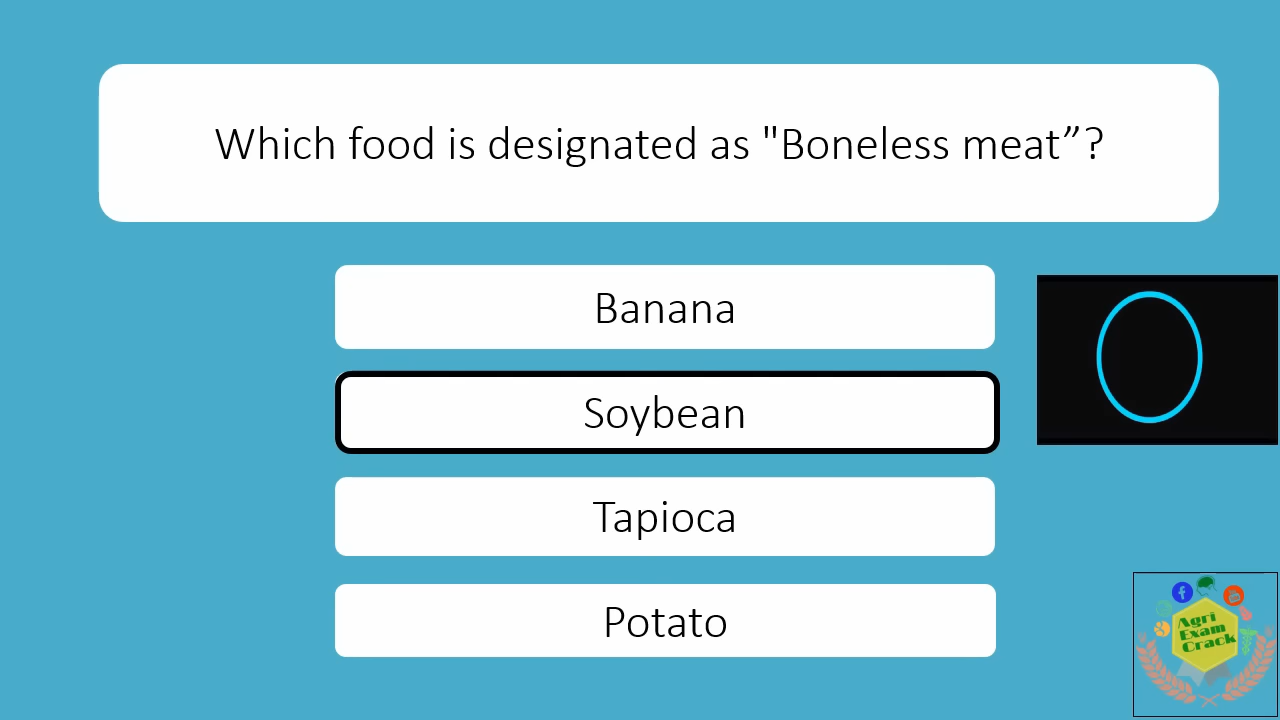 Which food is designated as "Boneless meat”?
Banana
Soybean
Tapioca
Potato
Agri
Exam
Crack